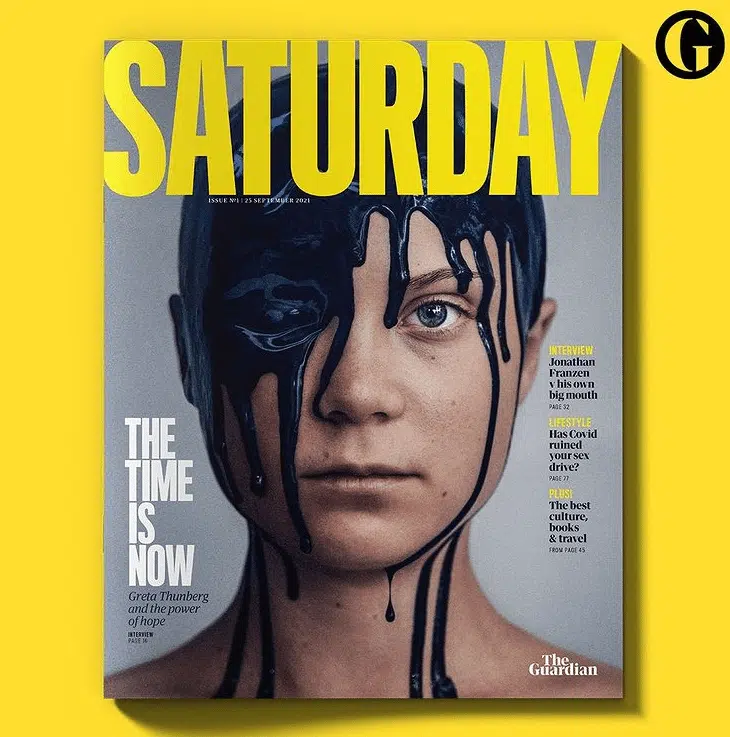 SATURDAY
ISSUE Nº1 | 25 SEPTEMBER 2021
THE
TIME
IS
NOW
Greta Thunberg
and the power
of hope
INTERVIEW
PAGE 16
INTERVIEW
Jonathan
Franzen
v his own
big mouth
PAGE 32
LIFESTYLE
Has Covid
ruined
your sex
drive?
PAGE 77
PLUS!
The best
culture,
books
& travel
FROM PAGE 45
The
Guardian
G